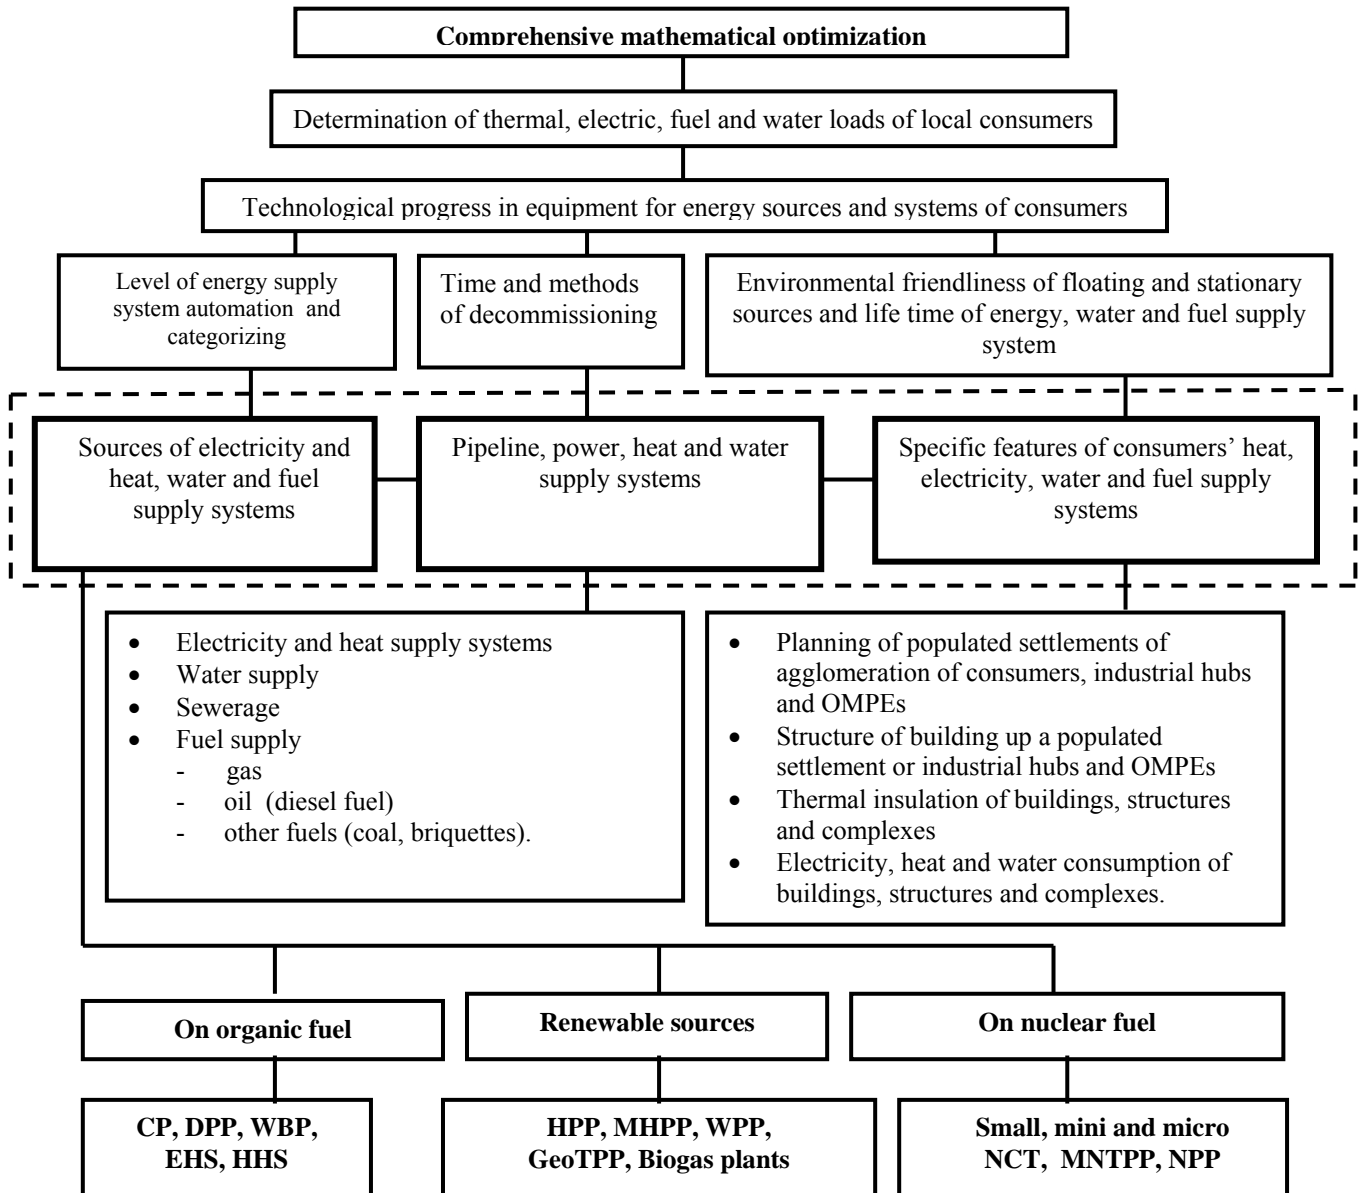 Comprehensive mathematical optimization
Determination of thermal, electric, fuel and water loads of local consumers
Technological progress in equipment for energy sources and systems of consumers
Level of energy supply
system automation and
categorizing
Time and methods
of decommissioning
Environmental friendliness of floating and stationary
sources and life time of energy, water and fuel supply
system
Sources of electricity and
heat, water and fuel
supply systems
Pipeline, power, heat and water
supply systems
Specific features of consumers’ heat,
electricity, water and fuel supply
systems
• Electricity and heat supply systems
• Water supply
• Sewerage
• Fuel supply
- gas
- oil (diesel fuel)
- other fuels (coal, briquettes).
• Planning of populated settlements of
agglomeration of consumers, industrial hubs
and OMPEs
• Structure of building up a populated
settlement or industrial hubs and OMPEs
• Thermal insulation of buildings, structures
and complexes
• Electricity, heat and water consumption of
buildings, structures and complexes.
On organic fuel
Renewable sources
On nuclear fuel
CP, DPP, WBP,
EHS, HHS
HPP, MHPP, WPP,
GeoTPP, Biogas plants
Small, mini and micro
NCT, MNTPP, NPP